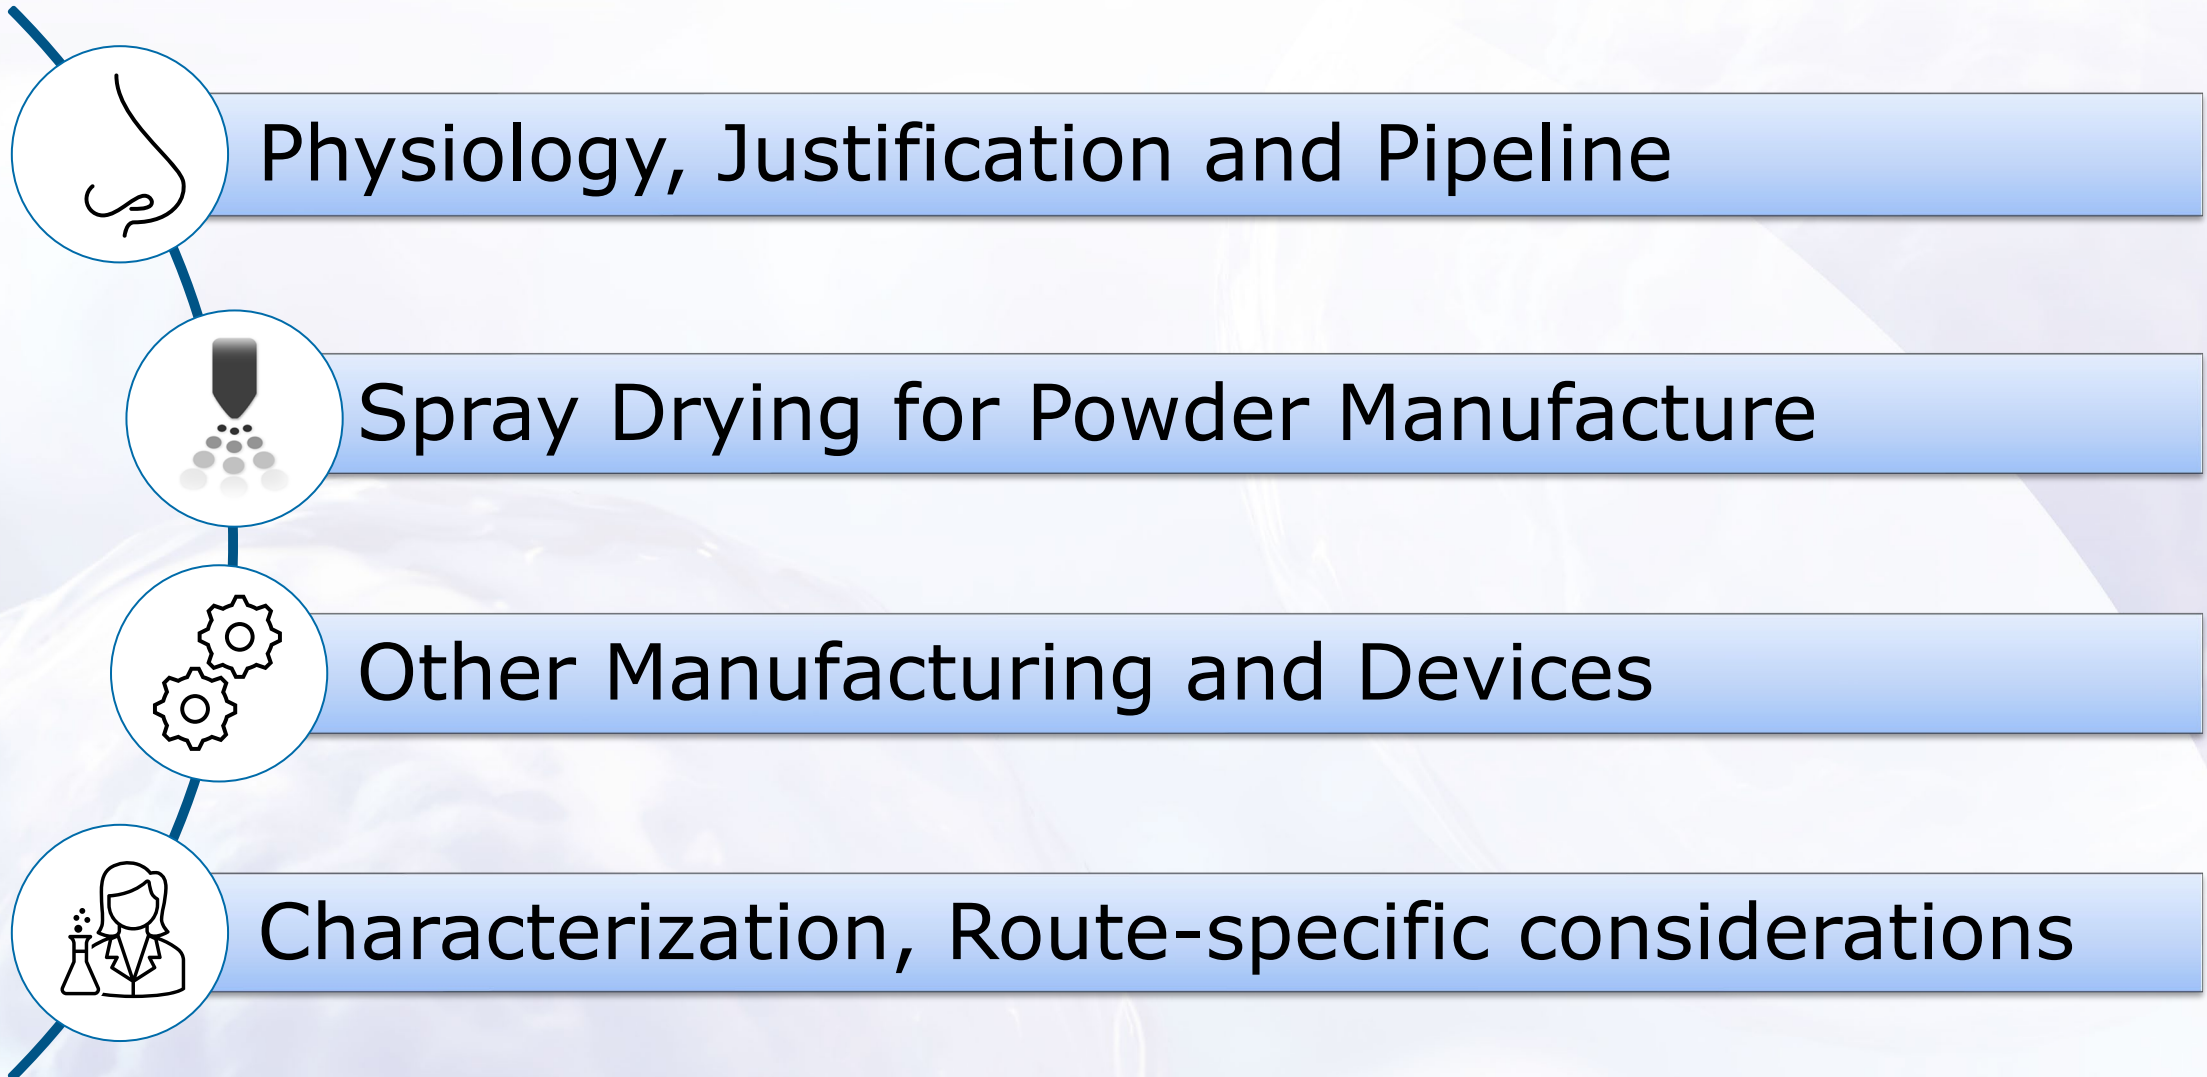 Physiology, Justification and Pipeline
Spray Drying for Powder Manufacture
Other Manufacturing and Devices
Characterization, Route-specific considerations